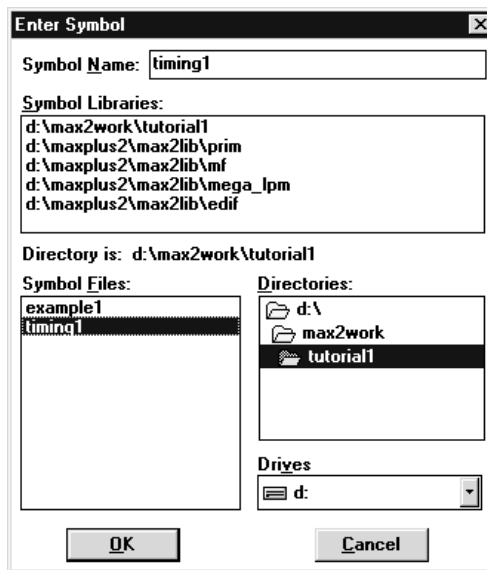 Enter Symbol
Symbol Name: timing1
Symbol Libraries:
d:\max2work\tutorial1
d:\maxplus2\max2lib\prim
d:\maxplus2\max2lib\mf
d:\maxplus2\max2lib\mega_lpm
d:\maxplus2\max2lib\edif
Directory is: d:\max2work\tutorial1
Symbol Files:
example1
timing1
Directories:
d:\
max2work
tutorial1
Drives
d:
OK
Cancel